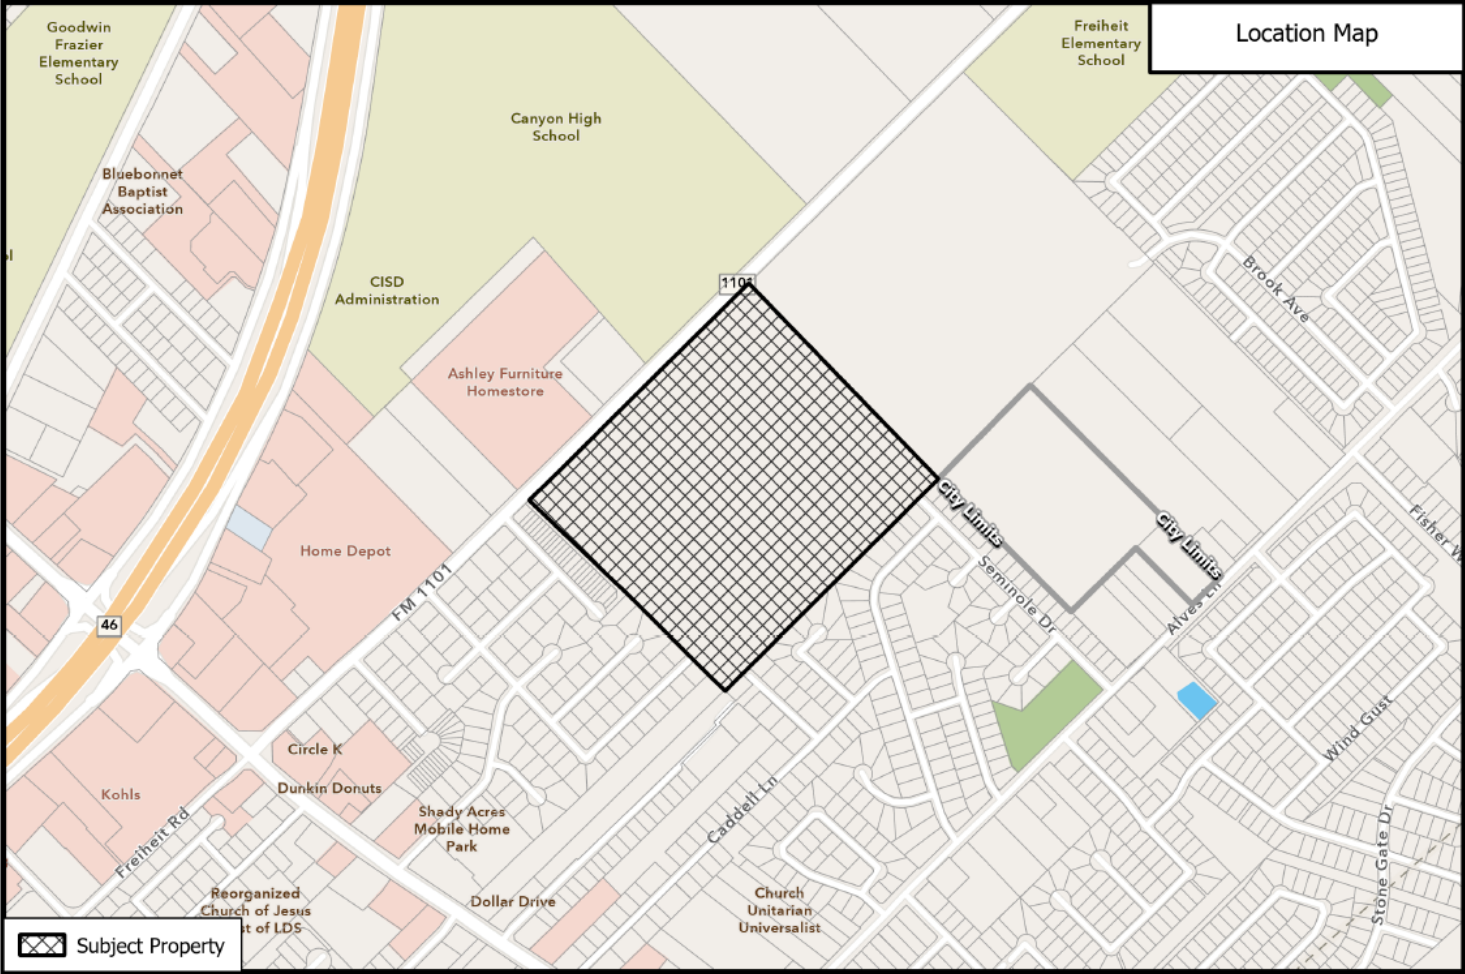 Goodwin
Frazier
Elementary
School
Freiheit
Elementary
School
Location Map
Canyon High
School
Bluebonnet
Baptist
Association
CISD
Administration
1101
Brook Ave
Ashley Furniture
Homestore
City Limits
City Limits
Fisher
Home Depot
FM 1101
Seminole Dr
Alves Ln
46
Circle K
Dunkin Donuts
Kohls
Wind Gust
Shady Acres
Mobile Home
Park
Caddell Ln
Freiheit Rd
Stone Gate Dr
Reorganized
Church of Jesus
st of LDS
Dollar Drive
Church
Unitarian
Universalist
Subject Property